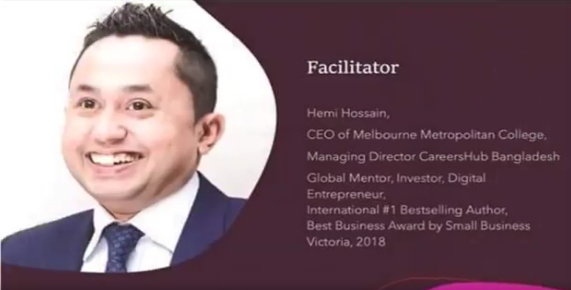 Facilitator
Hemi Hossain,
CEO of Melbourne Metropolitan College,
Managing Director CareersHub Bangladesh
Global Mentor, Investor, Digital
Entrepreneur,
International #1 Bestselling Author,
Best Business Award by Small Business
Victoria, 2018